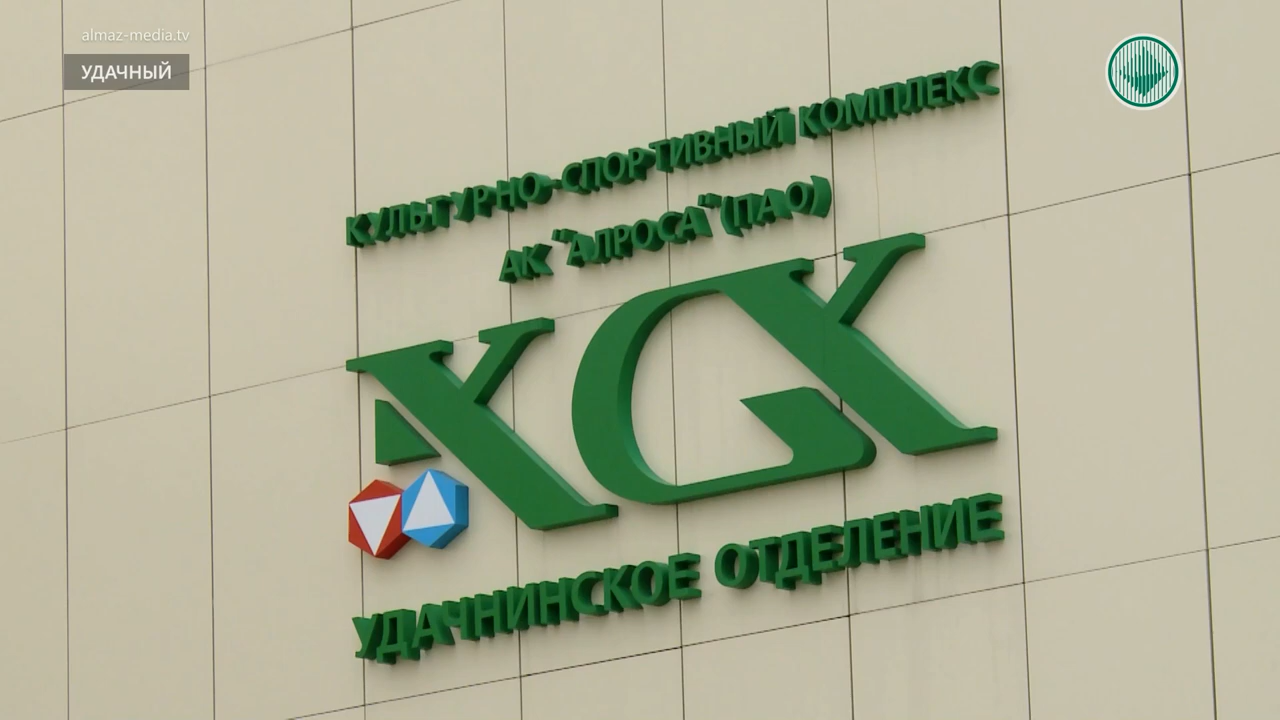 almaz-media.tv
УДАЧНЫЙ
КУЛЬТУРНО-СПОРТИВНЫЙ КОМПЛЕКС
АК "АЛРОСА" (ПАО)
КСК
УДАЧНИНСКОЕ ОТДЕЛЕНИЕ